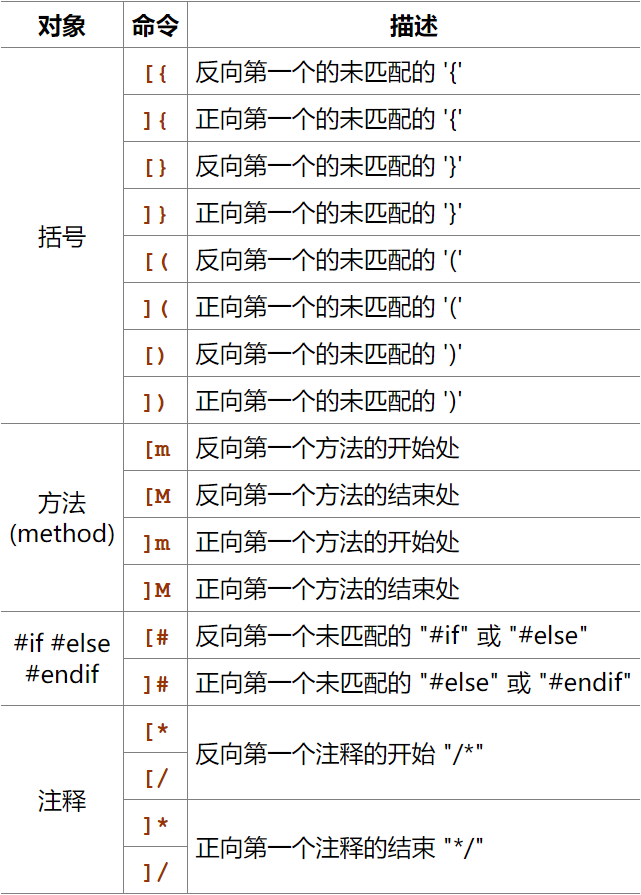 对象 命令 描述
[{ 反向第一个的未匹配的 '{'
]{ 正向第一个的未匹配的 '{'
[} 反向第一个的未匹配的 '}'
]} 正向第一个的未匹配的 '}'
括号
[( 反向第一个的未匹配的 '('
]( 正向第一个的未匹配的 '('
[) 反向第一个的未匹配的 ')'
]) 正向第一个的未匹配的 ')'
[m 反向第一个方法的开始处
[M 反向第一个方法的结束处
方法
(method)
]m 正向第一个方法的开始处
]M 正向第一个方法的结束处
#if #else
#endif
[# 反向第一个未匹配的 "#if" 或 "#else"
]# 正向第一个未匹配的 "#else" 或 "#endif"
注释
[*
[/
反向第一个注释的开始 "/*"
]*
]/
正向第一个注释的结束 "*/"